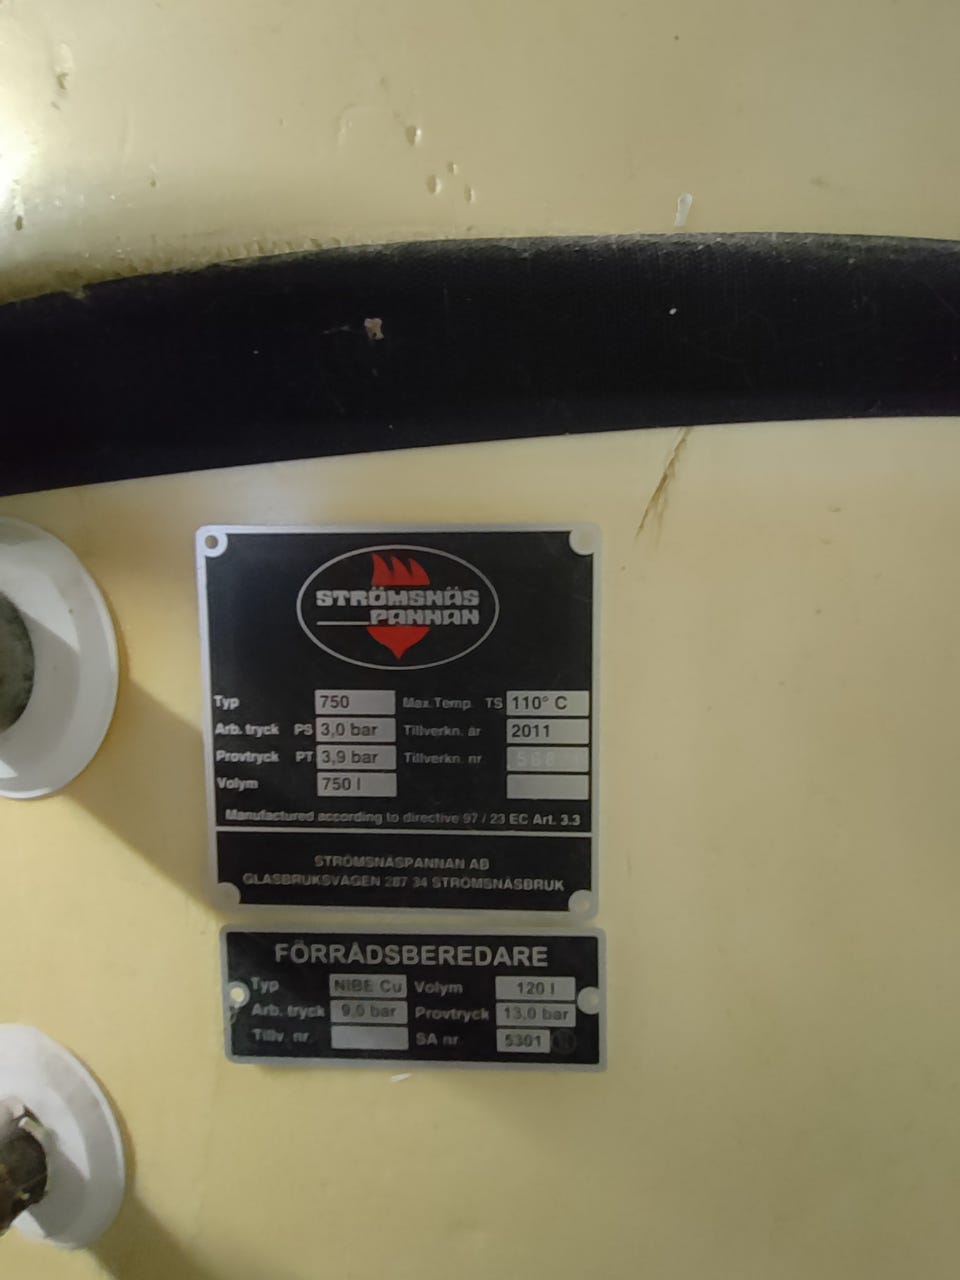 STRÖMSNÄS
PANNAN
Typ 750 Max. Temp. TS 110° C
Arb. tryck PS 3,0 bar Tillverkn. år 2011
Provtryck PT 3,9 bar Tillverkn. nr
Volym 750 l
Manufactured according to directive 97 / 23 EC Art. 3.3
STRÖMSNÄSPANNAN AB
GLASBRUKSVÄGEN 287 34 STRÖMSNÄSBRUK
FÖRRÅDSBEREDARE
Typ NIBE Cu Volym 120 l
Arb. tryck 9,0 bar Provtryck 13,0 bar
Tillv. nr. SA nr 5301